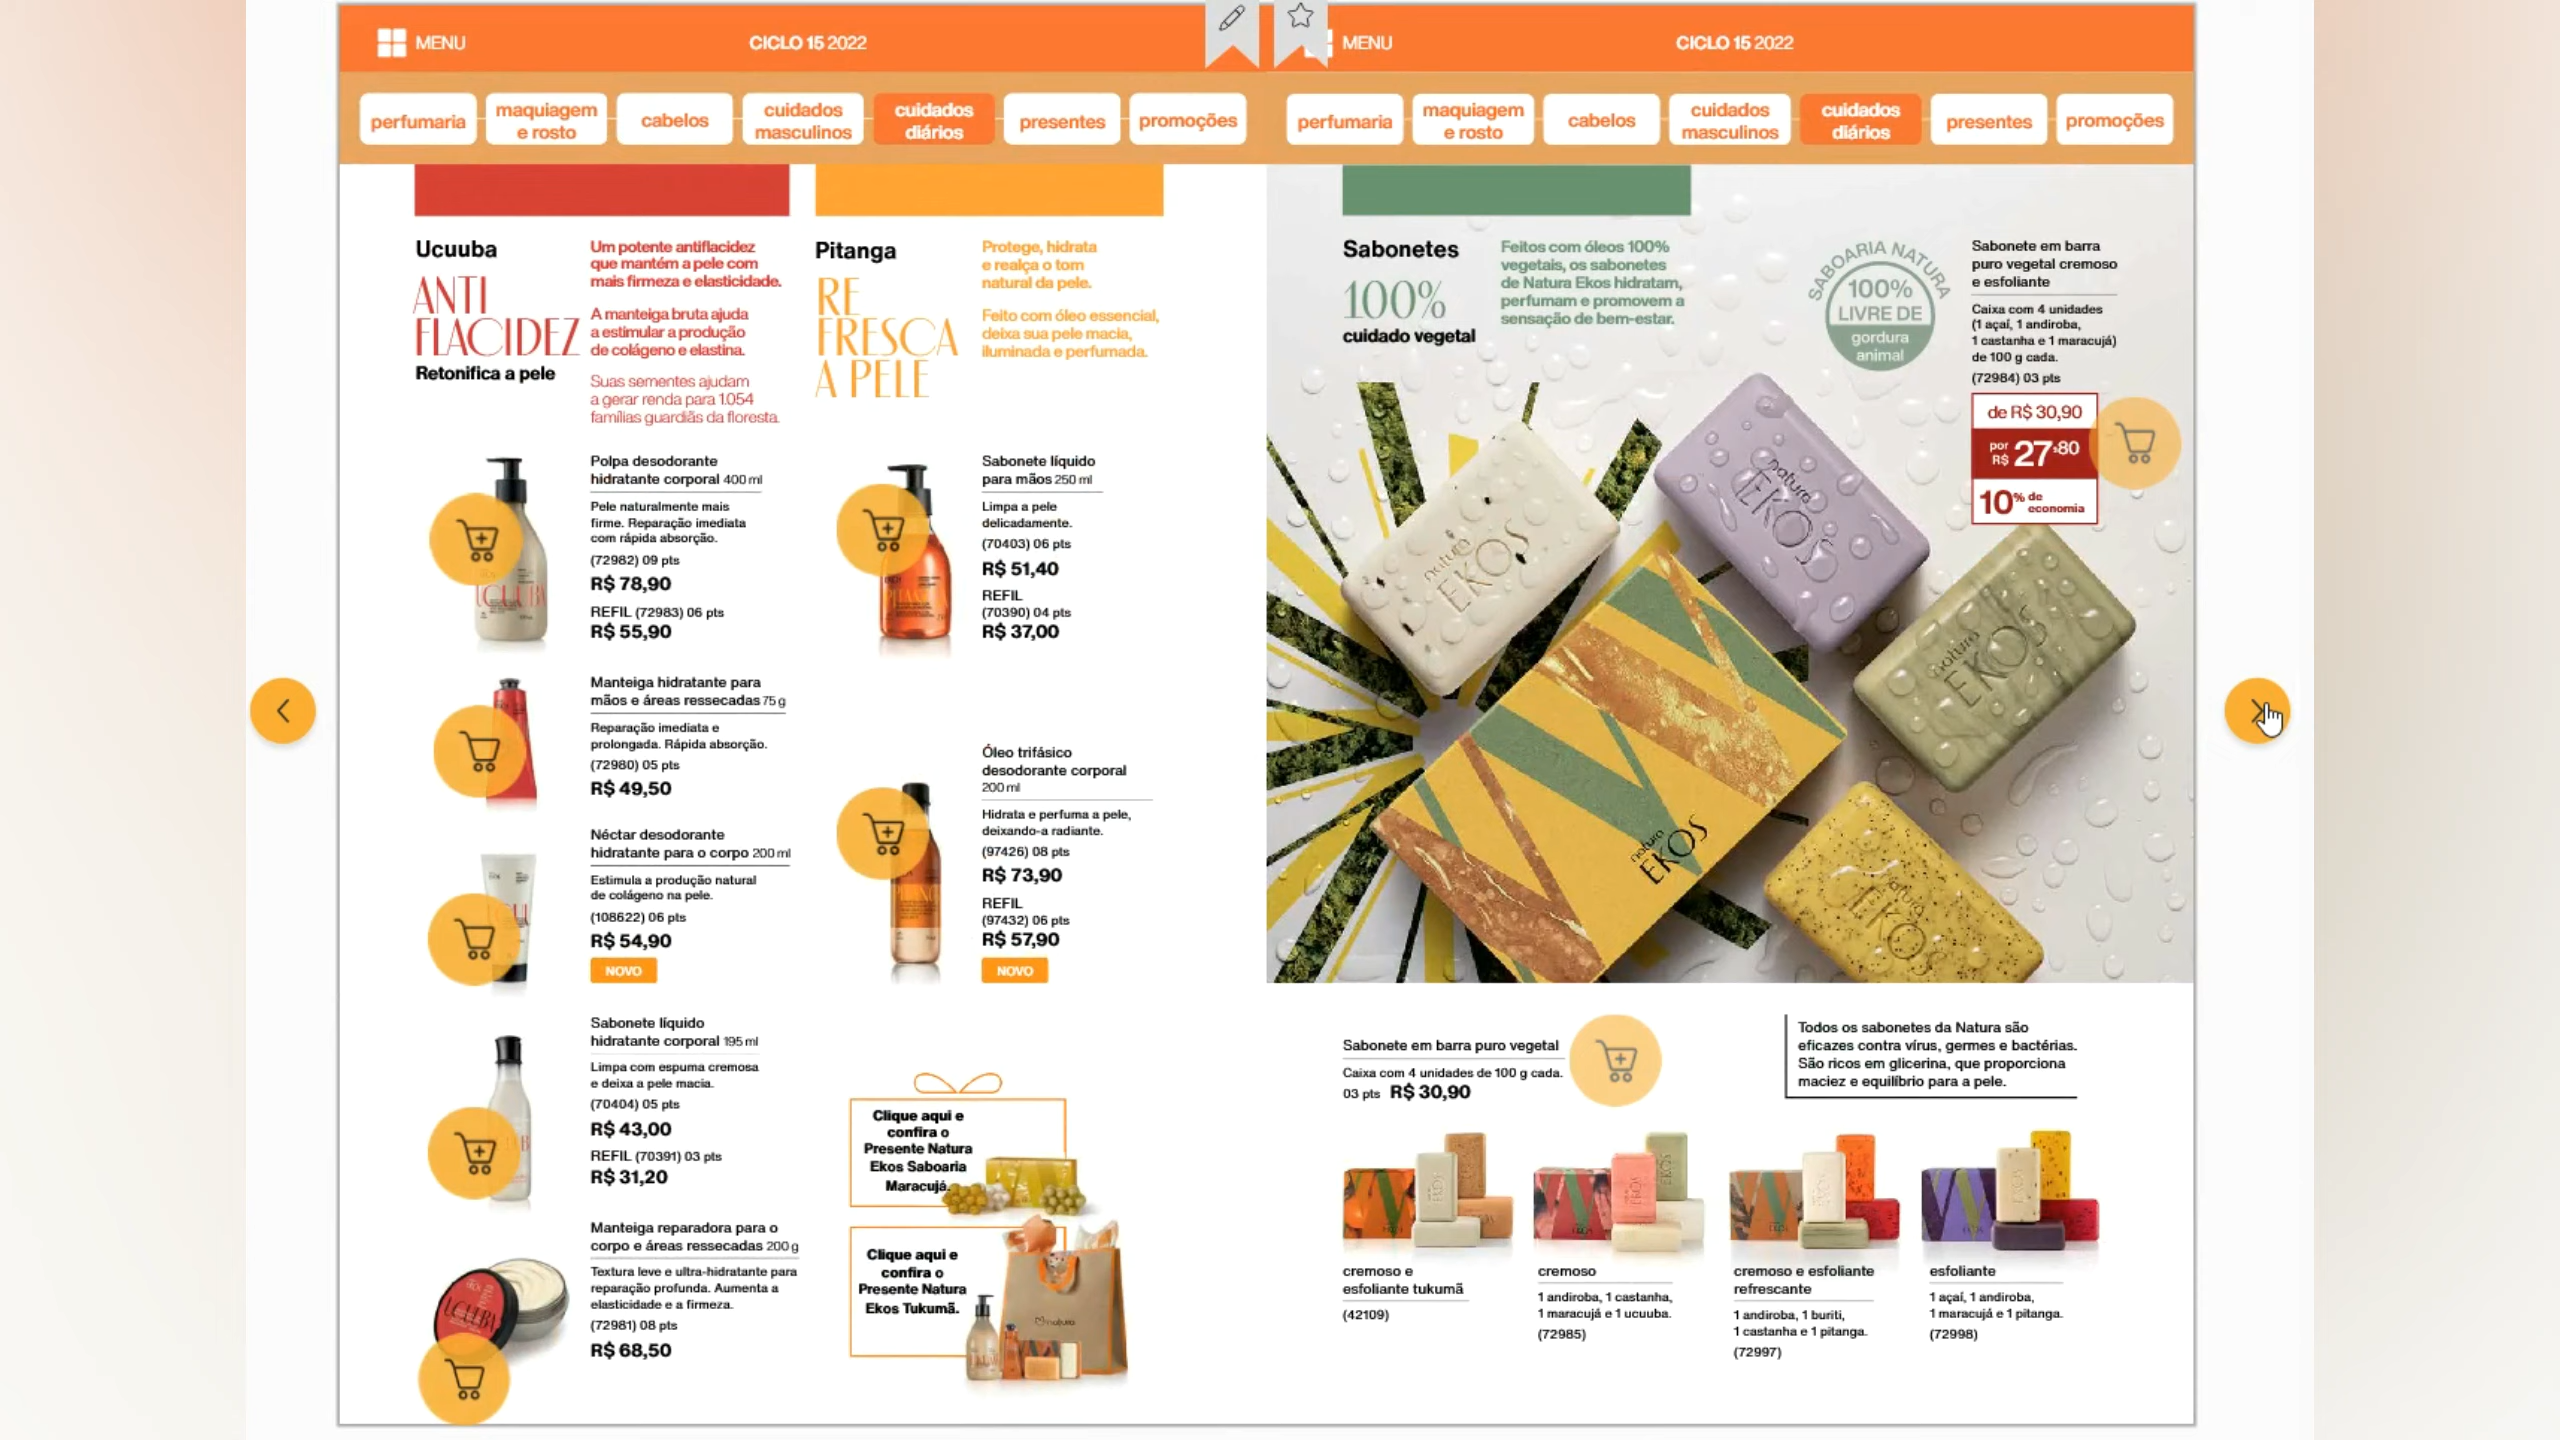 MENU
CICLO 15 2022
perfumaria
maquiagem
e rosto
cabelos
cuidados
masculinos
cuidados
diários
presentes
promoções
Ucuuba
ANTI
FLACIDEZ
Retonifica a pele
Um potente antiflacidez
que mantém a pele com
mais firmeza e elasticidade.
A manteiga bruta ajuda
a estimular a produção
de colágeno e elastina.
Suas sementes ajudam
a gerar renda para 1.054
famílias guardiãs da floresta.
Polpa desodorante
hidratante corporal 400 ml
Pele naturalmente mais
firme. Reparação imediata
com rápida absorção.
(72982) 09 pts
R$ 78,90
REFIL (72983) 06 pts
R$ 55,90
Manteiga hidratante para
mãos e áreas ressecadas 75 g
Reparação imediata e
prolongada. Rápida absorção.
(72980) 05 pts
R$ 49,50
Néctar desodorante
hidratante para o corpo 200 ml
Estimula a produção natural
de colágeno na pele.
(108622) 06 pts
R$ 54,90
NOVO
Sabonete líquido
hidratante corporal 195 ml
Limpa com espuma cremosa
e deixa a pele macia.
(70404) 05 pts
R$ 43,00
REFIL (70391) 03 pts
R$ 31,20
Manteiga reparadora para o
corpo e áreas ressecadas 200 g
Textura leve e ultra-hidratante para
reparação profunda. Aumenta a
elasticidade e a firmeza.
(72981) 08 pts
R$ 68,50
Pitanga
RE
FRESCA
A PELE
Protege, hidrata
e realça o tom
natural da pele.
Feito com óleo essencial,
deixa sua pele macia,
iluminada e perfumada.
Sabonete líquido
para mãos 250 ml
Limpa a pele
delicadamente.
(70403) 06 pts
R$ 51,40
REFIL
(70390) 04 pts
R$ 37,00
Óleo trifásico
desodorante corporal
200 ml
Hidrata e perfuma a pele,
deixando-a radiante.
(97426) 08 pts
R$ 73,90
REFIL
(97432) 06 pts
R$ 57,90
NOVO
Clique aqui e
confira o
Presente Natura
Ekos Saboaria
Maracujá.
Clique aqui e
confira o
Presente Natura
Ekos Tukumã.
natura
MENU
CICLO 15 2022
perfumaria
maquiagem
e rosto
cabelos
cuidados
masculinos
cuidados
diários
presentes
promoções
Sabonetes
100%
cuidado vegetal
Feitos com óleos 100%
vegetais, os sabonetes
de Natura Ekos hidratam,
perfumam e promovem a
sensação de bem-estar.
SABOARIA NATURA
100%
LIVRE DE
gordura
animal
Sabonete em barra
puro vegetal cremoso
e esfoliante
Caixa com 4 unidades
(1 açaí, 1 andiroba,
1 castanha e 1 maracujá)
de 100 g cada.
(72984) 03 pts
de R$ 30,90
por R$ 27,80
10% de economia
natura
EKOS
natura
EKOS
natura
EKOS
natura
EKOS
natura
EKOS
Sabonete em barra puro vegetal
Caixa com 4 unidades de 100 g cada.
03 pts R$ 30,90
Todos os sabonetes da Natura são
eficazes contra vírus, germes e bactérias.
São ricos em glicerina, que proporciona
maciez e equilíbrio para a pele.
cremoso e
esfoliante tukumã
(42109)
cremoso
1 andiroba, 1 castanha,
1 maracujá e 1 ucuuba.
(72985)
cremoso e esfoliante
refrescante
1 andiroba, 1 buriti,
1 castanha e 1 pitanga.
(72997)
esfoliante
1 açaí, 1 andiroba,
1 maracujá e 1 pitanga.
(72998)